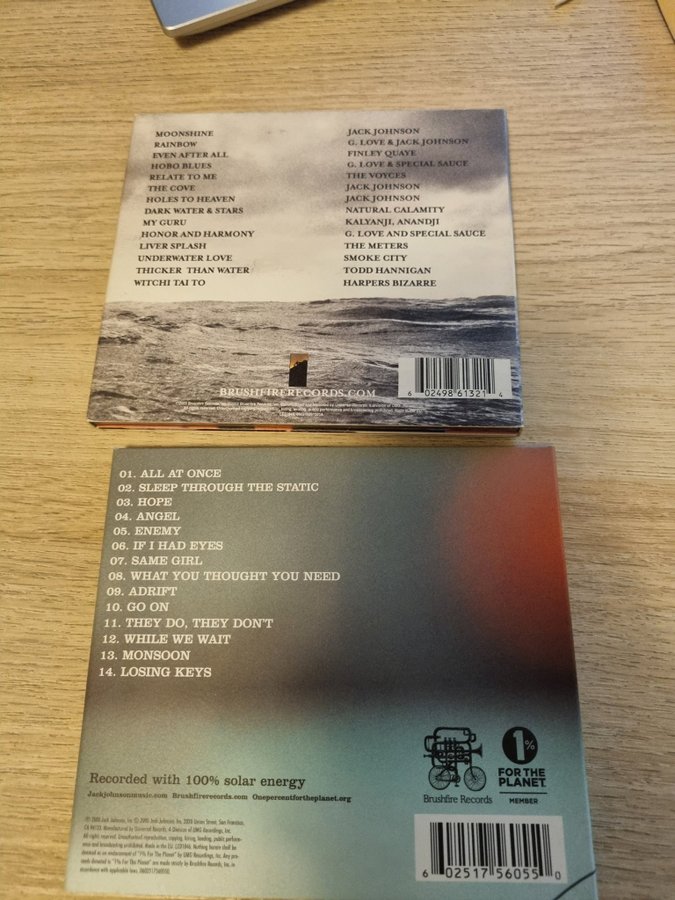 MOONSHINE JACK JOHNSON
RAINBOW G. LOVE & JACK JOHNSON
EVEN AFTER ALL FINLEY QUAYE
HOBO BLUES G. LOVE & SPECIAL SAUCE
RELATE TO ME THE VOYCES
THE COVE JACK JOHNSON
HOLES TO HEAVEN JACK JOHNSON
DARK WATER & STARS NATURAL CALAMITY
MY GURU KALYANJI, ANANDJI
HONOR AND HARMONY G. LOVE AND SPECIAL SAUCE
LIVER SPLASH THE METERS
UNDERWATER LOVE SMOKE CITY
THICKER THAN WATER TODD HANNIGAN
WITCHI TAI TO HARPERS BIZARRE
BRUSHFIRERECORDS.COM
6 02498 61321 4
01. ALL AT ONCE
02. SLEEP THROUGH THE STATIC
03. HOPE
04. ANGEL
05. ENEMY
06. IF I HAD EYES
07. SAME GIRL
08. WHAT YOU THOUGHT YOU NEED
09. ADRIFT
10. GO ON
11. THEY DO, THEY DON'T
12. WHILE WE WAIT
13. MONSOON
14. LOSING KEYS
1%
FOR THE
PLANET
MEMBER
Brushfire Records
Recorded with 100% solar energy
Jackjohnsonmusic.com Brushfirerecords.com Onepercentfortheplanet.org
6 02517 56055 0